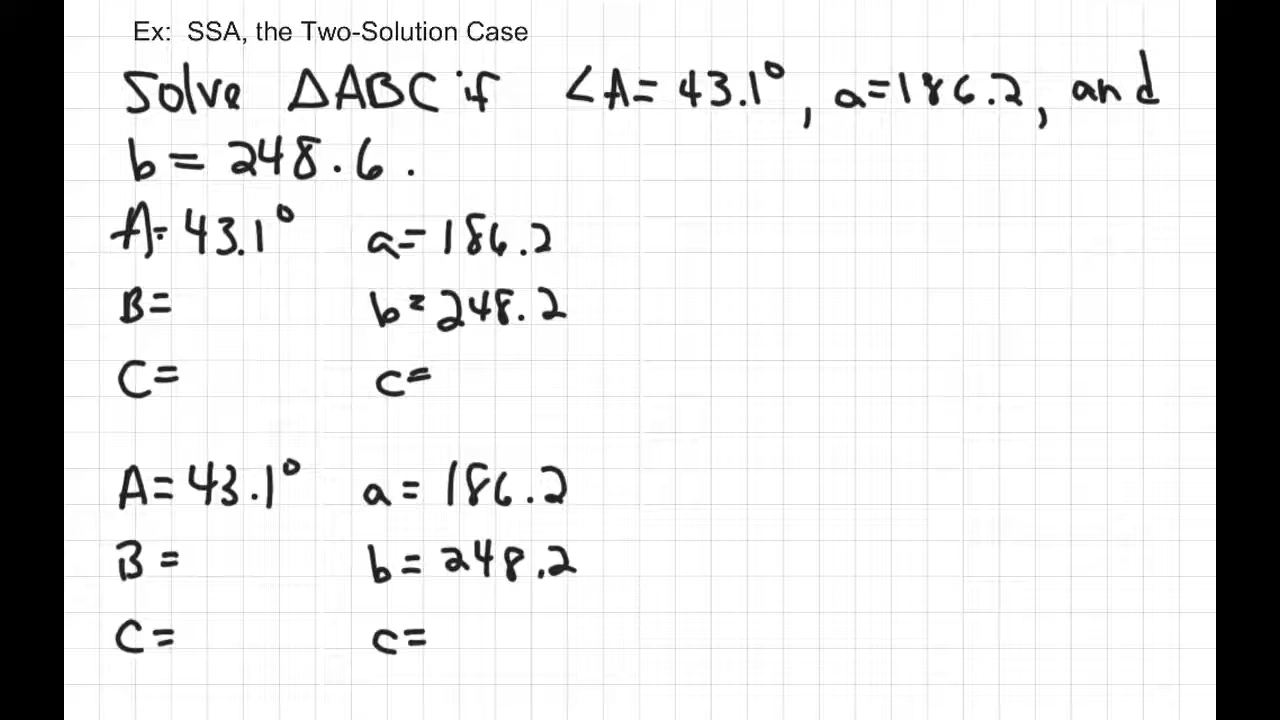 Ex: SSA, the Two-Solution Case
Solve △ABC if ∠A = 43.1°, a = 186.2, and
b = 248.6.
A = 43.1° a = 186.2
B = b = 248.2
C = c =
A = 43.1° a = 186.2
B = b = 248.2
C = c =